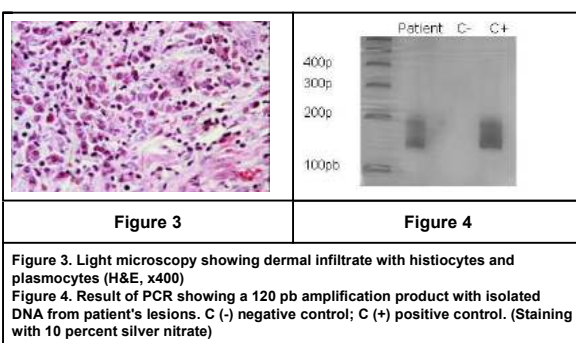 Patient C- C+
400p
300p
200p
100pb
Figure 3
Figure 4
Figure 3. Light microscopy showing dermal infiltrate with histiocytes and
plasmocytes (H&E, x400)
Figure 4. Result of PCR showing a 120 pb amplification product with isolated
DNA from patient's lesions. C (-) negative control; C (+) positive control. (Staining
with 10 percent silver nitrate)